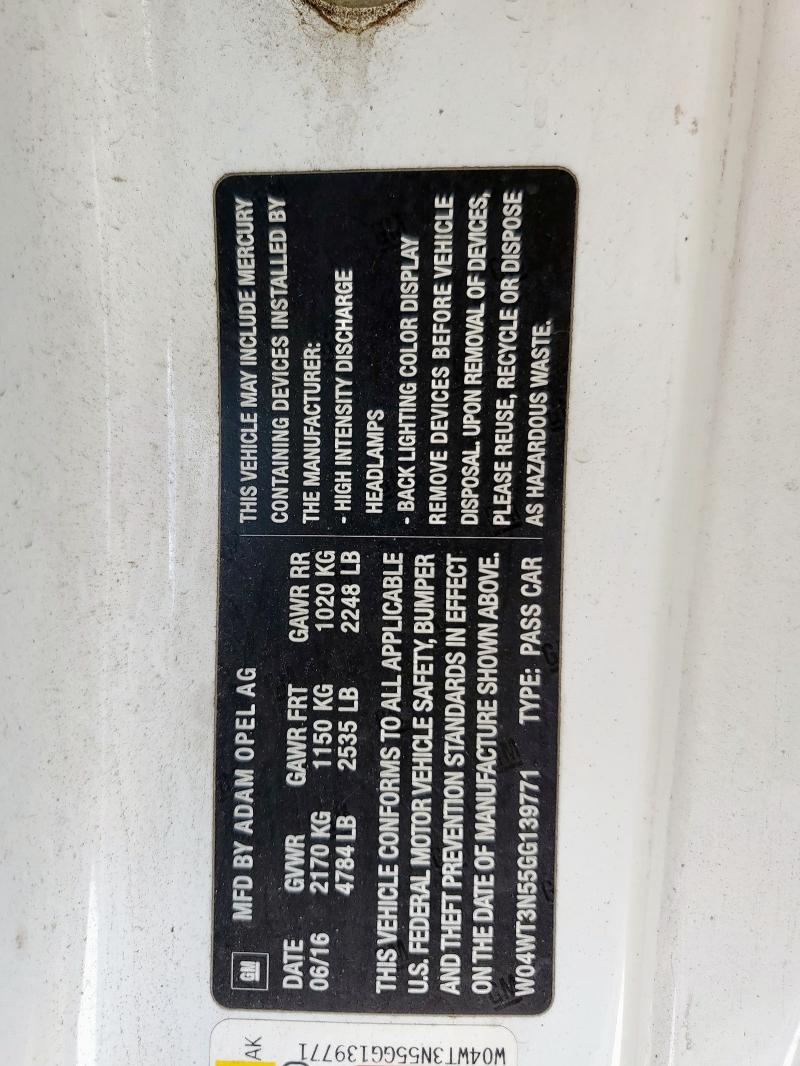 GM
MFD BY ADAM OPEL AG
DATE GVWR GAWR FRT GAWR RR
06/16 2170 KG 1150 KG 1020 KG
4784 LB 2535 LB 2248 LB
THIS VEHICLE CONFORMS TO ALL APPLICABLE
U.S. FEDERAL MOTOR VEHICLE SAFETY, BUMPER
AND THEFT PREVENTION STANDARDS IN EFFECT
ON THE DATE OF MANUFACTURE SHOWN ABOVE.
W04WT3N55GG139771 TYPE: PASS CAR
THIS VEHICLE MAY INCLUDE MERCURY
CONTAINING DEVICES INSTALLED BY
THE MANUFACTURER:
- HIGH INTENSITY DISCHARGE
HEADLAMPS
- BACK LIGHTING COLOR DISPLAY
REMOVE DEVICES BEFORE VEHICLE
DISPOSAL. UPON REMOVAL OF DEVICES,
PLEASE REUSE, RECYCLE OR DISPOSE
AS HAZARDOUS WASTE.
AK
W04WT3N55GG139771